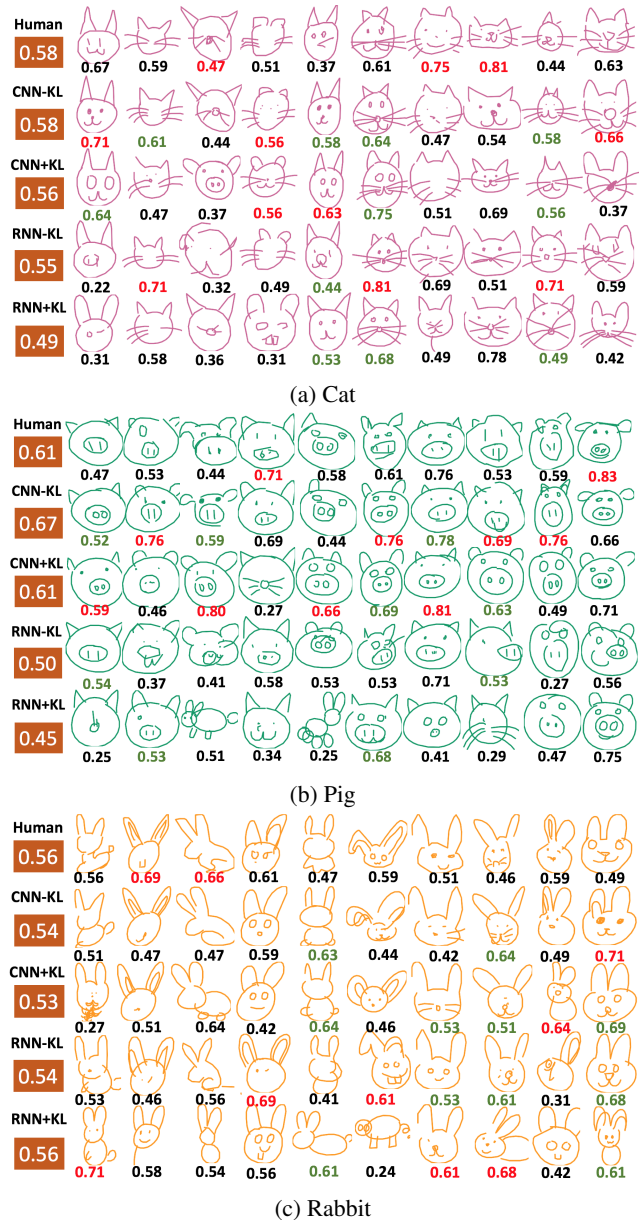 Human
0.58
0.67 0.59 0.47 0.51 0.37 0.61 0.75 0.81 0.44 0.63
CNN-KL
0.58
0.71 0.61 0.44 0.56 0.58 0.64 0.47 0.54 0.58 0.66
CNN+KL
0.56
0.64 0.47 0.37 0.56 0.63 0.75 0.51 0.69 0.56 0.37
RNN-KL
0.55
0.22 0.71 0.32 0.49 0.44 0.81 0.69 0.51 0.71 0.59
RNN+KL
0.49
0.31 0.58 0.36 0.31 0.53 0.68 0.49 0.78 0.49 0.42
(a) Cat
Human
0.61
0.47 0.53 0.44 0.71 0.58 0.61 0.76 0.53 0.59 0.83
CNN-KL
0.67
0.52 0.76 0.59 0.69 0.44 0.76 0.78 0.69 0.76 0.66
CNN+KL
0.61
0.59 0.46 0.80 0.27 0.66 0.69 0.81 0.63 0.49 0.71
RNN-KL
0.50
0.54 0.37 0.41 0.58 0.53 0.53 0.71 0.53 0.27 0.56
RNN+KL
0.45
0.25 0.53 0.51 0.34 0.25 0.68 0.41 0.29 0.47 0.75
(b) Pig
Human
0.56
0.56 0.69 0.66 0.61 0.47 0.59 0.51 0.46 0.59 0.49
CNN-KL
0.54
0.51 0.47 0.47 0.59 0.63 0.44 0.42 0.64 0.49 0.71
CNN+KL
0.53
0.27 0.51 0.64 0.42 0.64 0.46 0.53 0.51 0.64 0.69
RNN-KL
0.54
0.53 0.46 0.56 0.69 0.41 0.61 0.53 0.61 0.31 0.68
RNN+KL
0.56
0.71 0.58 0.54 0.56 0.61 0.24 0.61 0.68 0.42 0.61
(c) Rabbit